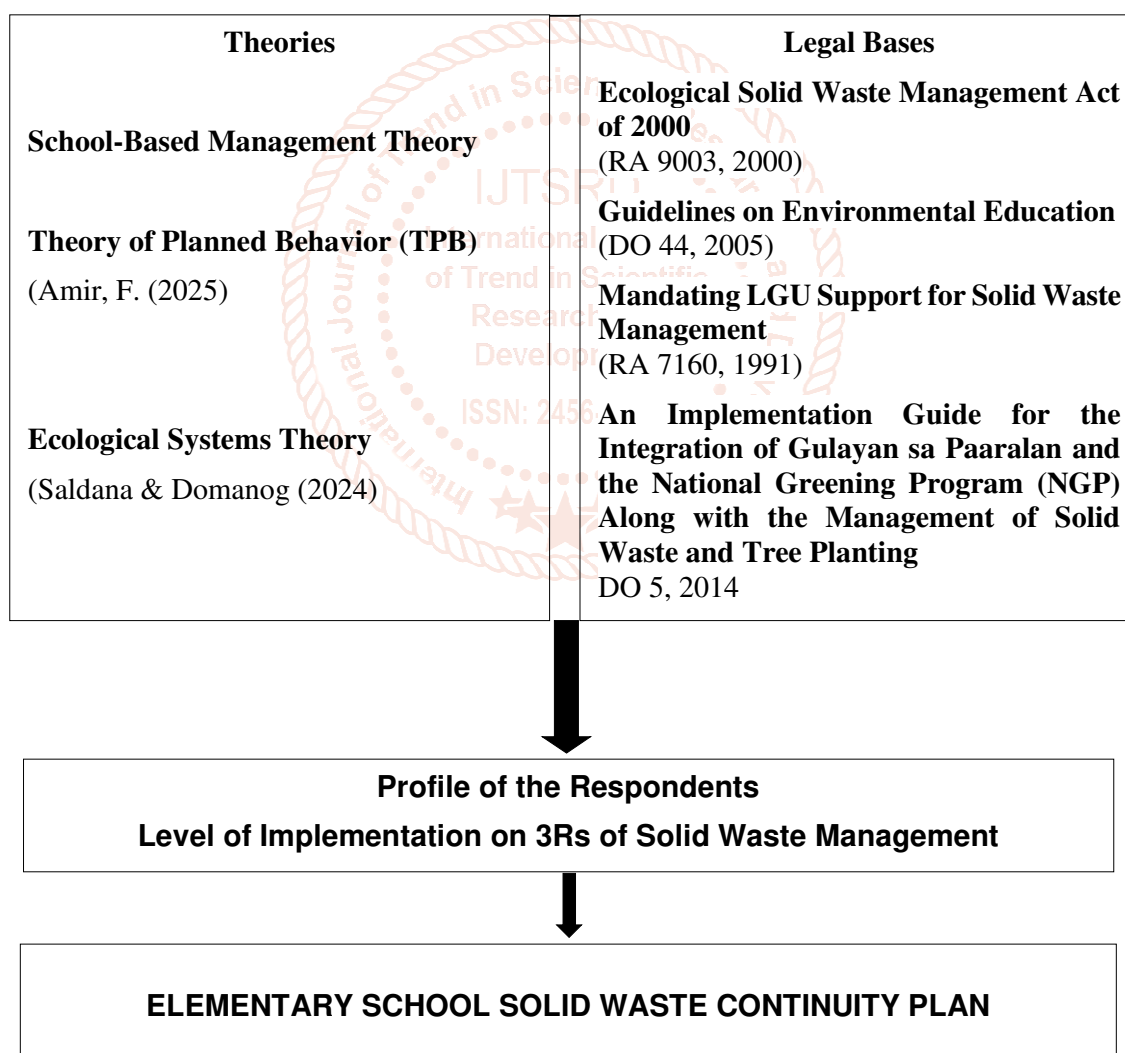 Theories
School-Based Management Theory
Theory of Planned Behavior (TPB)
(Amir, F. (2025)
Ecological Systems Theory
(Saldana & Domanog (2024)
Legal Bases
Ecological Solid Waste Management Act
of 2000
(RA 9003, 2000)
Guidelines on Environmental Education
(DO 44, 2005)
Mandating LGU Support for Solid Waste
Management
(RA 7160, 1991)
An Implementation Guide for the
Integration of Gulayan sa Paaralan and
the National Greening Program (NGP)
Along with the Management of Solid
Waste and Tree Planting
DO 5, 2014
Profile of the Respondents
Level of Implementation on 3Rs of Solid Waste Management
ELEMENTARY SCHOOL SOLID WASTE CONTINUITY PLAN